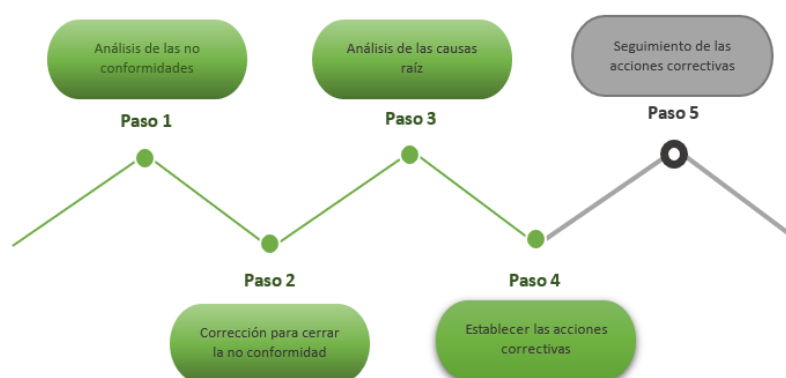 Análisis de las no
conformidades
Paso 1
Paso 2
Corrección para cerrar
la no conformidad
Análisis de las causas
raíz
Paso 3
Paso 4
Establecer las acciones
correctivas
Seguimiento de las
acciones correctivas
Paso 5